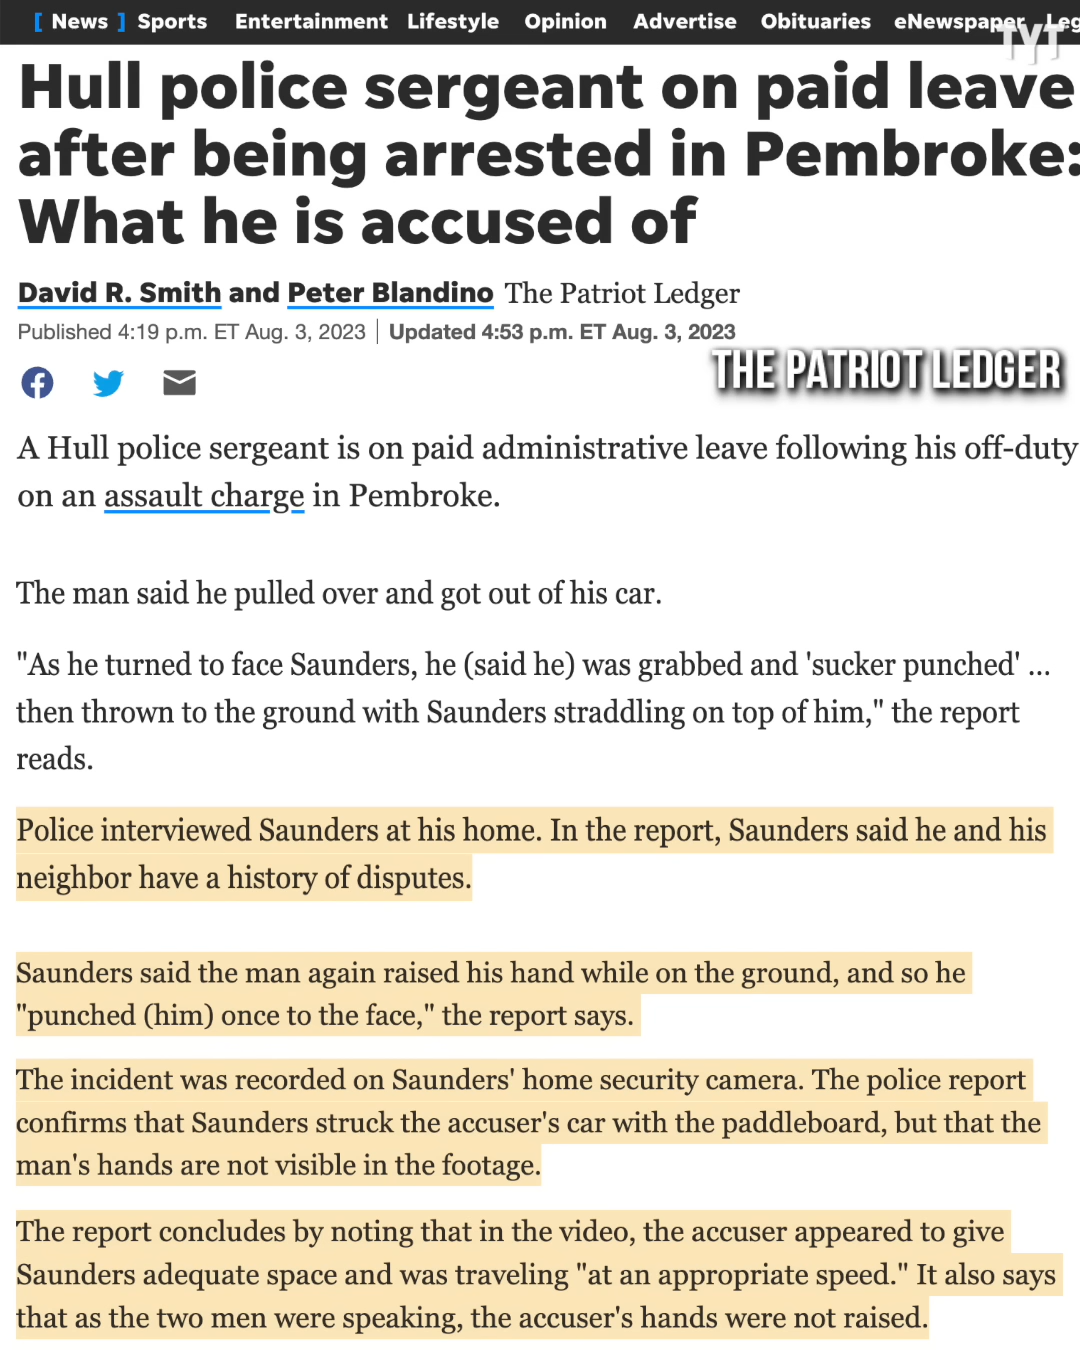 [ News ] Sports Entertainment Lifestyle Opinion Advertise Obituaries eNewspaper Leg
TYT
Hull police sergeant on paid leave
after being arrested in Pembroke:
What he is accused of
David R. Smith and Peter Blandino The Patriot Ledger
Published 4:19 p.m. ET Aug. 3, 2023 | Updated 4:53 p.m. ET Aug. 3, 2023
THE PATRIOT LEDGER
A Hull police sergeant is on paid administrative leave following his off-duty
on an assault charge in Pembroke.
The man said he pulled over and got out of his car.
"As he turned to face Saunders, he (said he) was grabbed and 'sucker punched' ...
then thrown to the ground with Saunders straddling on top of him," the report
reads.
Police interviewed Saunders at his home. In the report, Saunders said he and his
neighbor have a history of disputes.
Saunders said the man again raised his hand while on the ground, and so he
"punched (him) once to the face," the report says.
The incident was recorded on Saunders' home security camera. The police report
confirms that Saunders struck the accuser's car with the paddleboard, but that the
man's hands are not visible in the footage.
The report concludes by noting that in the video, the accuser appeared to give
Saunders adequate space and was traveling "at an appropriate speed." It also says
that as the two men were speaking, the accuser's hands were not raised.